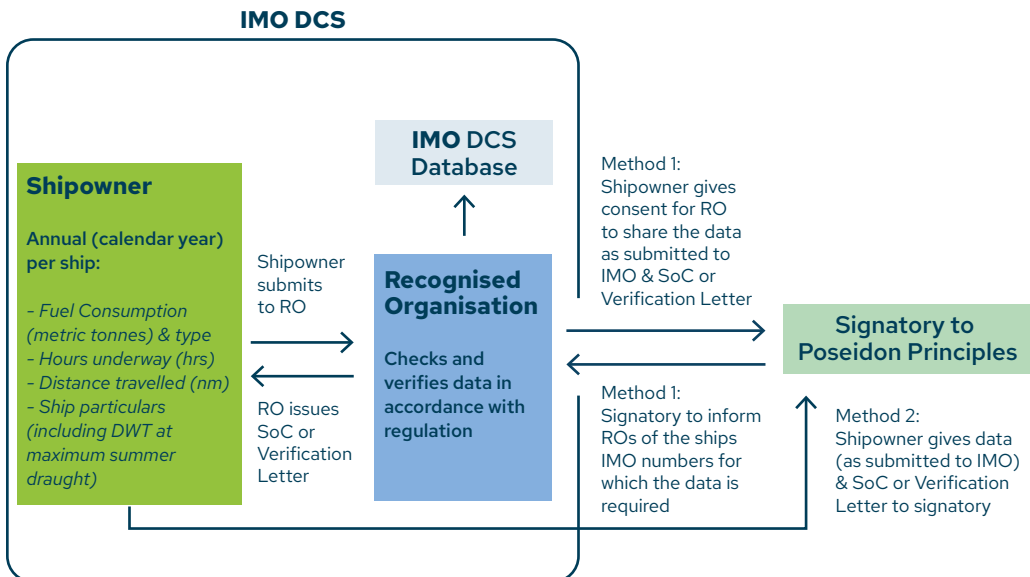 IMO DCS
Shipowner
Annual (calendar year)
per ship:
- Fuel Consumption
(metric tonnes) & type
- Hours underway (hrs)
- Distance travelled (nm)
- Ship particulars
(including DWT at
maximum summer
draught)
Shipowner
submits
to RO
RO issues
SoC or
Verification
Letter
IMO DCS
Database
Recognised
Organisation
Checks and
verifies data in
accordance with
regulation
Method 1:
Shipowner gives
consent for RO
to share the data
as submitted to
IMO & SoC or
Verification Letter
Method 1:
Signatory to inform
ROs of the ships
IMO numbers for
which the data is
required
Signatory to
Poseidon Principles
Method 2:
Shipowner gives data
(as submitted to IMO)
& SoC or Verification
Letter to signatory